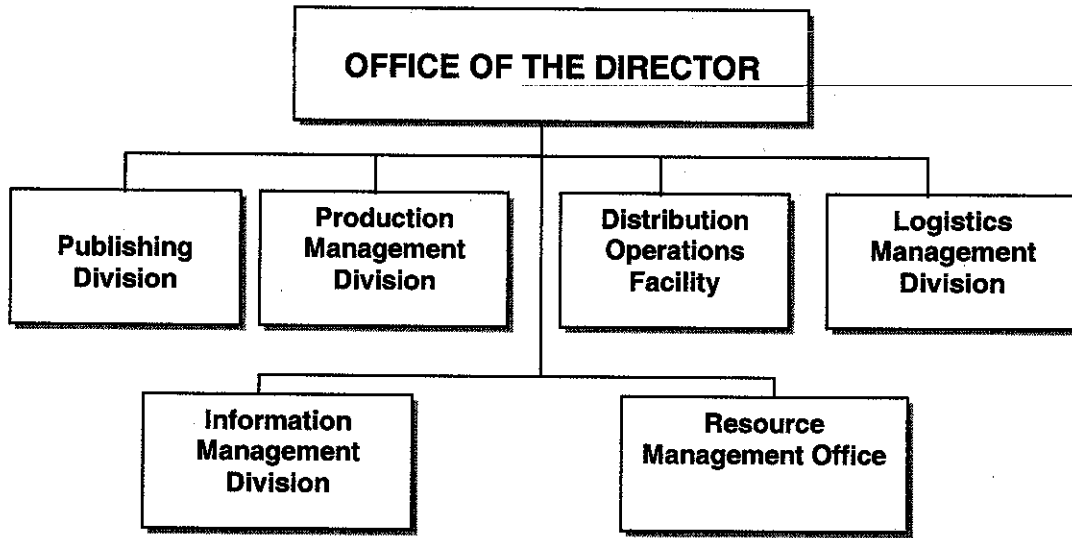 OFFICE OF THE DIRECTOR
Publishing
Division
Production
Management
Division
Distribution
Operations
Facility
Logistics
Management
Division
Information
Management
Division
Resource
Management Office